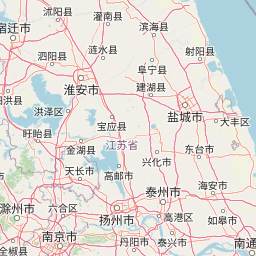 沭阳县
灌南县
滨海县
宿迁市
泗阳县
涟水县
射阳县
阜宁县
淮安市
建湖县
洪泽区
盐城市
大丰区
盱眙县
宝应县
金湖县
江苏省
兴化市
东台市
天长市
高邮市
泰州市
海安市
滁州市
六合区
扬州市
高港区
如皋市
南京市
丹阳市
泰兴市
南通
全椒县